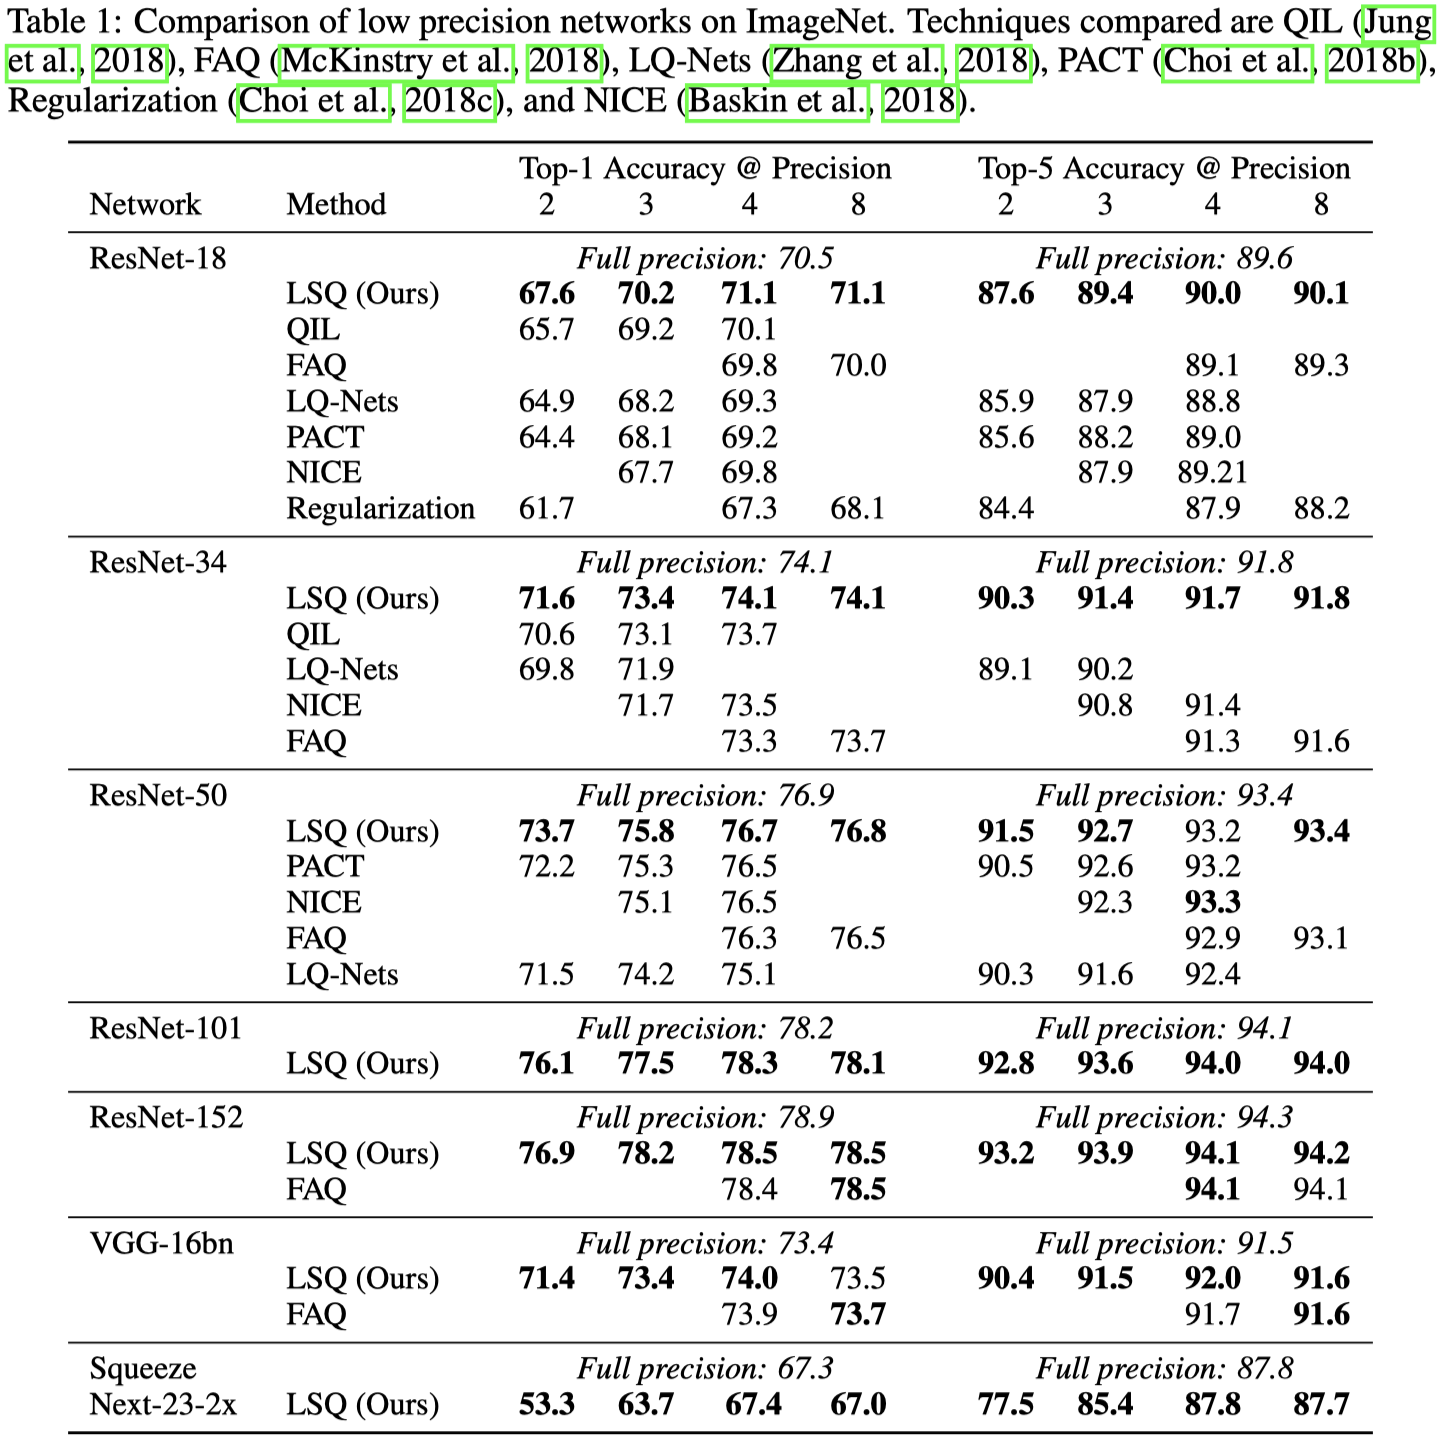 Table 1: Comparison of low precision networks on ImageNet. Techniques compared are QIL (Jung
et al., 2018), FAQ (McKinstry et al., 2018), LQ-Nets (Zhang et al., 2018), PACT (Choi et al., 2018b),
Regularization (Choi et al., 2018c), and NICE (Baskin et al., 2018).
Top-1 Accuracy @ Precision Top-5 Accuracy @ Precision
Network Method 2 3 4 8 2 3 4 8
ResNet-18 Full precision: 70.5 Full precision: 89.6
LSQ (Ours) 67.6 70.2 71.1 71.1 87.6 89.4 90.0 90.1
QIL 65.7 69.2 70.1
FAQ 69.8 70.0 89.1 89.3
LQ-Nets 64.9 68.2 69.3 85.9 87.9 88.8
PACT 64.4 68.1 69.2 85.6 88.2 89.0
NICE 67.7 69.8 87.9 89.21
Regularization 61.7 67.3 68.1 84.4 87.9 88.2
ResNet-34 Full precision: 74.1 Full precision: 91.8
LSQ (Ours) 71.6 73.4 74.1 74.1 90.3 91.4 91.7 91.8
QIL 70.6 73.1 73.7
LQ-Nets 69.8 71.9 89.1 90.2
NICE 71.7 73.5 90.8 91.4
FAQ 73.3 73.7 91.3 91.6
ResNet-50 Full precision: 76.9 Full precision: 93.4
LSQ (Ours) 73.7 75.8 76.7 76.8 91.5 92.7 93.2 93.4
PACT 72.2 75.3 76.5 90.5 92.6 93.2
NICE 75.1 76.5 92.3 93.3
FAQ 76.3 76.5 92.9 93.1
LQ-Nets 71.5 74.2 75.1 90.3 91.6 92.4
ResNet-101 Full precision: 78.2 Full precision: 94.1
LSQ (Ours) 76.1 77.5 78.3 78.1 92.8 93.6 94.0 94.0
ResNet-152 Full precision: 78.9 Full precision: 94.3
LSQ (Ours) 76.9 78.2 78.5 78.5 93.2 93.9 94.1 94.2
FAQ 78.4 78.5 94.1 94.1
VGG-16bn Full precision: 73.4 Full precision: 91.5
LSQ (Ours) 71.4 73.4 74.0 73.5 90.4 91.5 92.0 91.6
FAQ 73.9 73.7 91.7 91.6
Squeeze Full precision: 67.3 Full precision: 87.8
Next-23-2x LSQ (Ours) 53.3 63.7 67.4 67.0 77.5 85.4 87.8 87.7